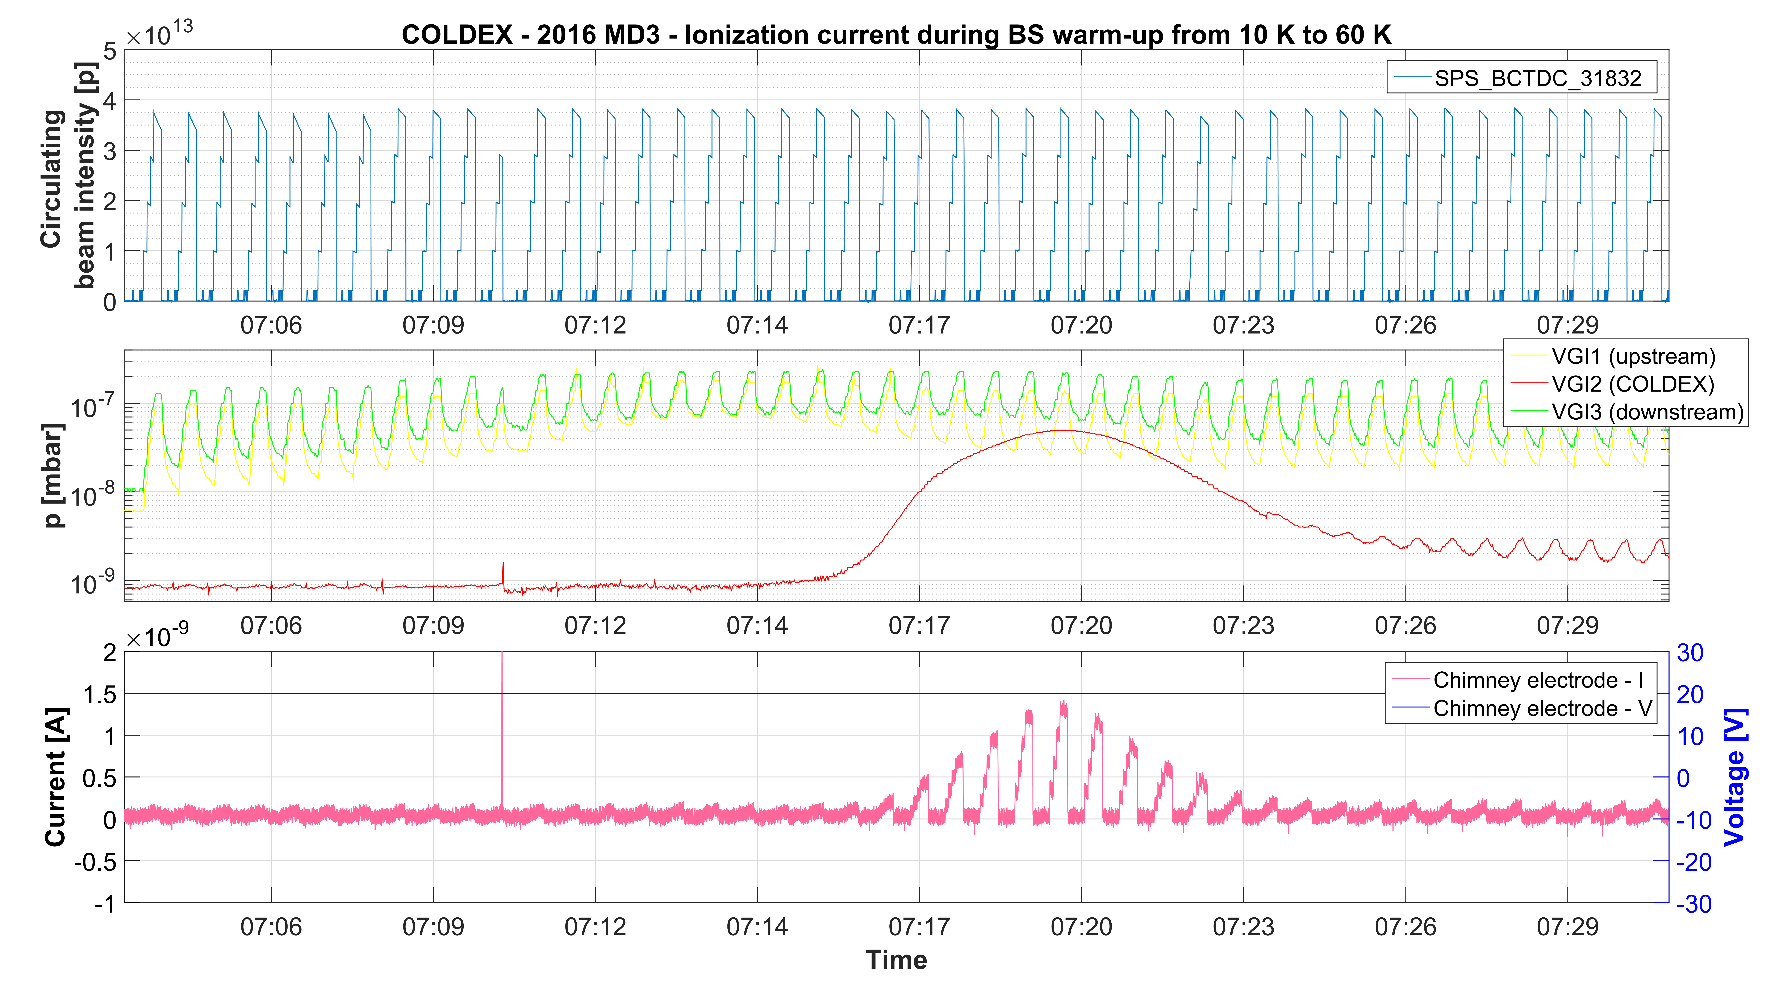 COLDEX - 2016 MD3 - Ionization current during BS warm-up from 10 K to 60 K
×10^13
5
4
3
2
1
0
Circulating
beam intensity [p]
SPS_BCTDC_31832
07:06 07:09 07:12 07:14 07:17 07:20 07:23 07:26 07:29
VGI1 (upstream)
VGI2 (COLDEX)
VGI3 (downstream)
10^-7
10^-8
10^-9
p [mbar]
07:06 07:09 07:12 07:14 07:17 07:20 07:23 07:26 07:29
×10^-9
2
1.5
1
0.5
0
-0.5
-1
Current [A]
Chimney electrode - I
Chimney electrode - V
30
20
10
0
-10
-20
-30
Voltage [V]
07:06 07:09 07:12 07:14 07:17 07:20 07:23 07:26 07:29
Time